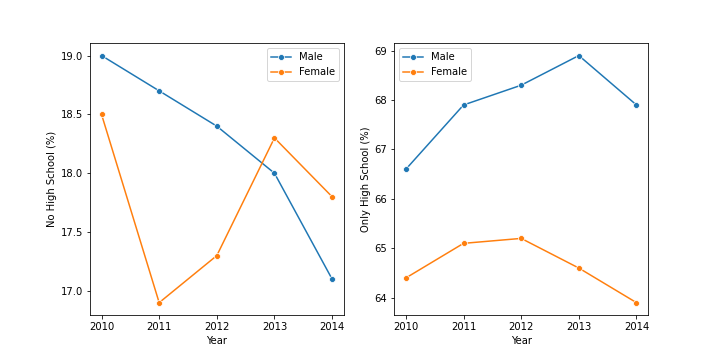 No High School (%)
19.0
18.5
18.0
17.5
17.0
Male
Female
2010 2011 2012 2013 2014
Year
Only High School (%)
69
68
67
66
65
64
Male
Female
2010 2011 2012 2013 2014
Year